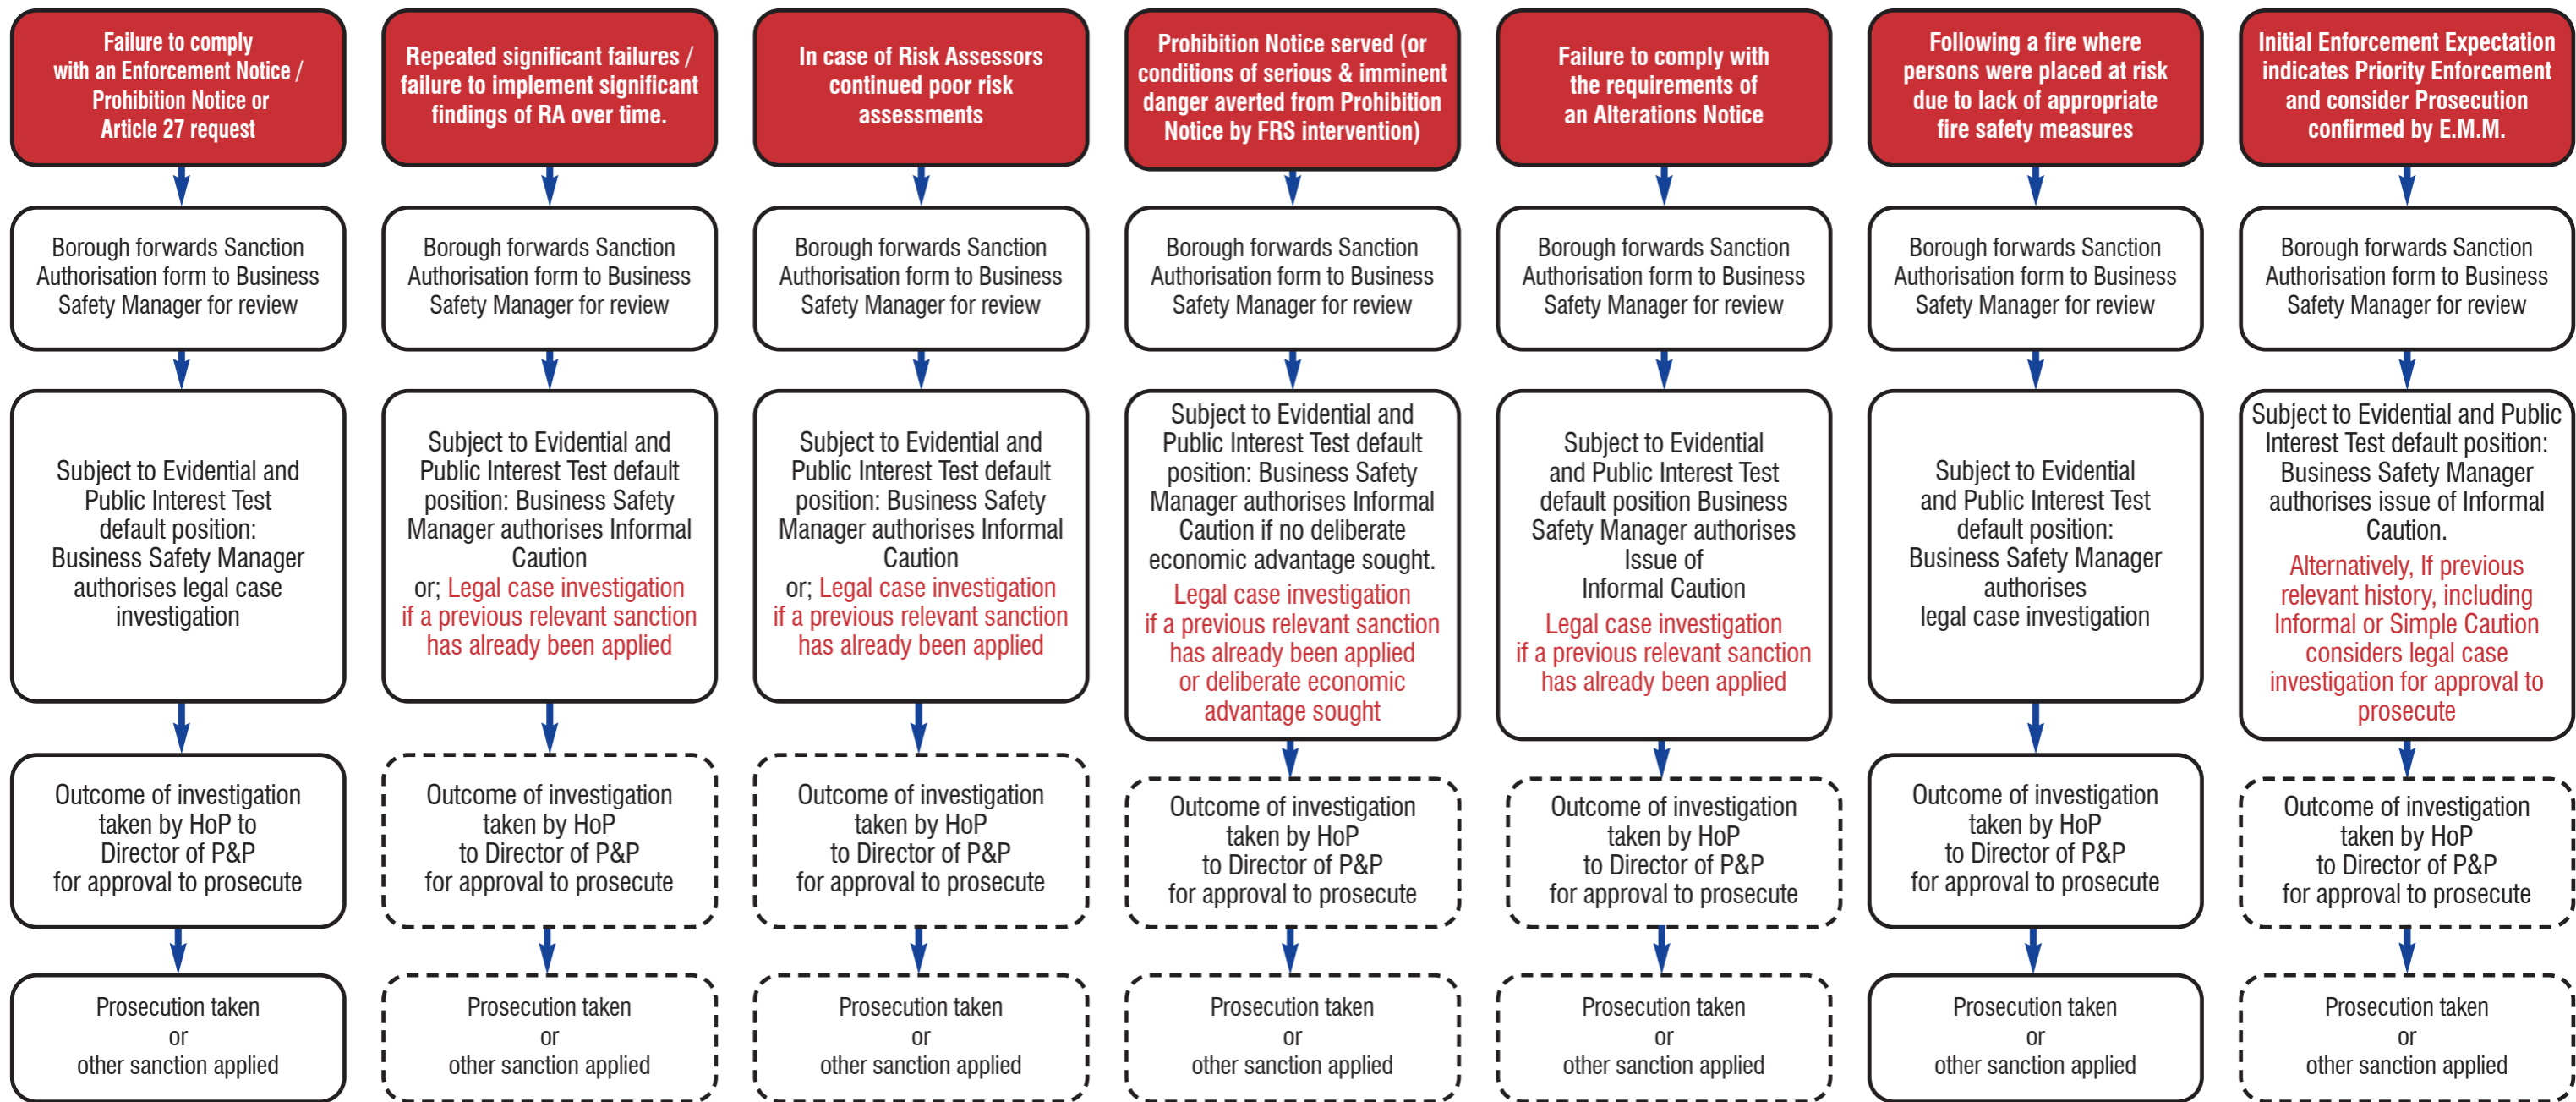 Failure to comply
with an Enforcement Notice /
Prohibition Notice or
Article 27 request
Borough forwards Sanction
Authorisation form to Business
Safety Manager for review
Subject to Evidential and
Public Interest Test
default position:
Business Safety Manager
authorises legal case
investigation
Outcome of investigation
taken by HoP to
Director of P&P
for approval to prosecute
Prosecution taken
or
other sanction applied
Repeated significant failures /
failure to implement significant
findings of RA over time.
Borough forwards Sanction
Authorisation form to Business
Safety Manager for review
Subject to Evidential and
Public Interest Test default
position: Business Safety
Manager authorises Informal
Caution
or; Legal case investigation
if a previous relevant sanction
has already been applied
Outcome of investigation
taken by HoP
to Director of P&P
for approval to prosecute
Prosecution taken
or
other sanction applied
In case of Risk Assessors
continued poor risk
assessments
Borough forwards Sanction
Authorisation form to Business
Safety Manager for review
Subject to Evidential and
Public Interest Test default
position: Business Safety
Manager authorises Informal
Caution
or; Legal case investigation
if a previous relevant sanction
has already been applied
Outcome of investigation
taken by HoP
to Director of P&P
for approval to prosecute
Prosecution taken
or
other sanction applied
Prohibition Notice served (or
conditions of serious & imminent
danger averted from Prohibition
Notice by FRS intervention)
Borough forwards Sanction
Authorisation form to Business
Safety Manager for review
Subject to Evidential and
Public Interest Test default
position: Business Safety
Manager authorises Informal
Caution if no deliberate
economic advantage sought.
Legal case investigation
if a previous relevant sanction
has already been applied
or deliberate economic
advantage sought
Outcome of investigation
taken by HoP
to Director of P&P
for approval to prosecute
Prosecution taken
or
other sanction applied
Failure to comply with
the requirements of
an Alterations Notice
Borough forwards Sanction
Authorisation form to Business
Safety Manager for review
Subject to Evidential
and Public Interest Test
default position Business
Safety Manager authorises
Issue of
Informal Caution
Legal case investigation
if a previous relevant sanction
has already been applied
Outcome of investigation
taken by HoP
to Director of P&P
for approval to prosecute
Prosecution taken
or
other sanction applied
Following a fire where
persons were placed at risk
due to lack of appropriate
fire safety measures
Borough forwards Sanction
Authorisation form to Business
Safety Manager for review
Subject to Evidential
and Public Interest Test
default position:
Business Safety Manager
authorises
legal case investigation
Outcome of investigation
taken by HoP
to Director of P&P
for approval to prosecute
Prosecution taken
or
other sanction applied
Initial Enforcement Expectation
indicates Priority Enforcement
and consider Prosecution
confirmed by E.M.M.
Borough forwards Sanction
Authorisation form to Business
Safety Manager for review
Subject to Evidential and Public
Interest Test default position:
Business Safety Manager
authorises issue of Informal
Caution.
Alternatively, If previous
relevant history, including
Informal or Simple Caution
considers legal case
investigation for approval to
prosecute
Outcome of investigation
taken by HoP
to Director of P&P
for approval to prosecute
Prosecution taken
or
other sanction applied